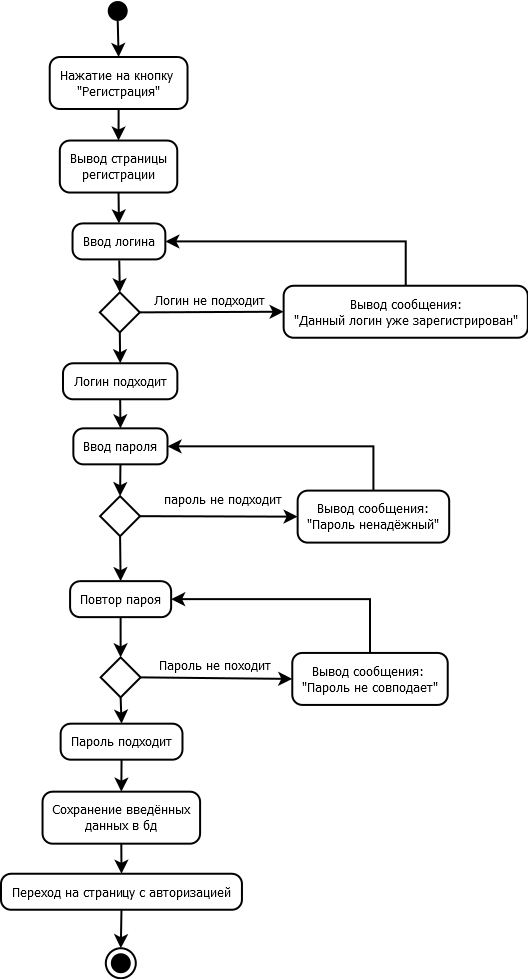 Нажатие на кнопку
"Регистрация"
Вывод страницы
регистрации
Ввод логина
Логин не подходит
Вывод сообщения:
"Данный логин уже зарегистрирован"
Логин подходит
Ввод пароля
пароль не подходит
Вывод сообщения:
"Пароль ненадёжный"
Повтор пароя
Пароль не походит
Вывод сообщения:
"Пароль не совподает"
Пароль подходит
Сохранение введённых
данных в бд
Переход на страницу с авторизацией